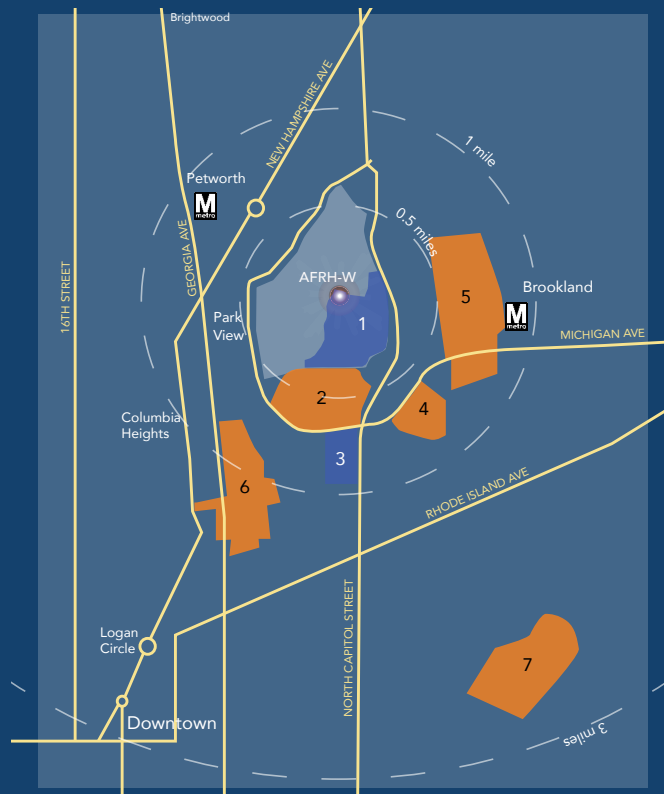 Brightwood
NEW HAMPSHIRE AVE
1 mile
Petworth
M
metro
0.5 miles
GEORGIA AVE
16TH STREET
AFRH-W
5
Brookland
M
metro
Park
View
1
MICHIGAN AVE
2
4
Columbia
Heights
3
6
RHODE ISLAND AVE
NORTH CAPITOL STREET
Logan
Circle
7
Downtown
3 miles